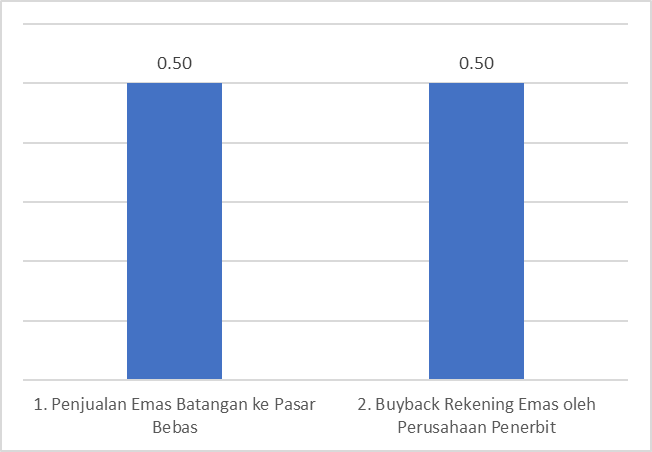 0.50
0.50
1. Penjualan Emas Batangan ke Pasar
Bebas
2. Buyback Rekening Emas oleh
Perusahaan Penerbit